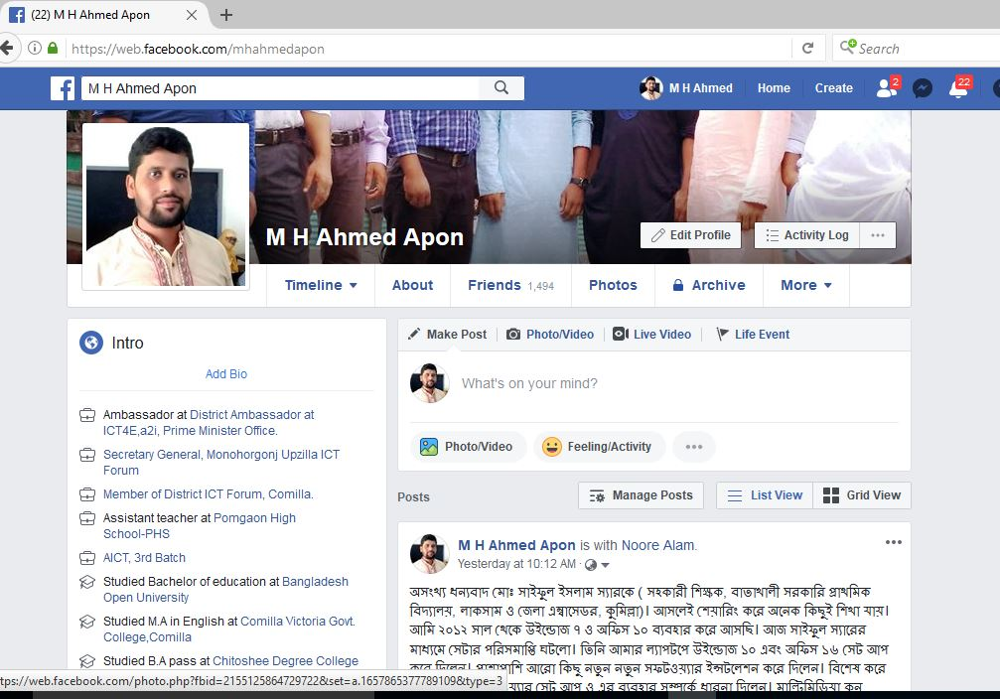 (22) M H Ahmed Apon
https://web.facebook.com/mhahmedapon
Search
M H Ahmed Apon
M H Ahmed
Home
Create
2
22
M H Ahmed Apon
Edit Profile
Activity Log
Timeline
About
Friends 1,494
Photos
Archive
More
Intro
Add Bio
Ambassador at District Ambassador at
ICT4E,a2i, Prime Minister Office.
Secretary General, Monohorgonj Upzilla ICT
Forum
Member of District ICT Forum, Comilla.
Assistant teacher at Pomgaon High
School-PHS
AICT, 3rd Batch
Studied Bachelor of education at Bangladesh
Open University
Studied M.A in English at Comilla Victoria Govt.
College,Comilla
Studied B.A pass at Chitoshee Degree College
Make Post
Photo/Video
Live Video
Life Event
What's on your mind?
Photo/Video
Feeling/Activity
Posts
Manage Posts
List View
Grid View
M H Ahmed Apon is with Noore Alam.
Yesterday at 10:12 AM ·
অসংখ্য ধন্যবাদ মোঃ সাইফুল ইসলাম স্যারকে ( সহকারী শিক্ষক, বাতাখালী সরকারি প্রাথমিক
বিদ্যালয়, লাকসাম ও জেলা এম্বাসেডর, কুমিল্লা)। আসলেই শেয়ারিং করে অনেক কিছুই শিখা যায়।
আমি ২০১২ সাল থেকে উইন্ডোজ ৭ ও অফিস ১০ ব্যবহার করে আসছি। আজ সাইফুল স্যারের
মাধ্যমে সেটার পরিসমাপ্তি ঘটলো। তিনি আমার ল্যাপটপে উইন্ডোজ ১০ এবং অফিস ১৬ সেট আপ
করে দিলেন। পাশাপাশি আরো কিছু নতুন নতুন সফটওয়্যার ইন্সটলেশন করে দিলেন। বিশেষ করে
য্যার সেট আপ ও এর ব্যবহার সম্পর্কে ধারনা দিলেন। মাল্টিমিডিয়া
tps://web.facebook.com/photo.php?fbid=2155125864729722&set=a.1657865377789109&type=3